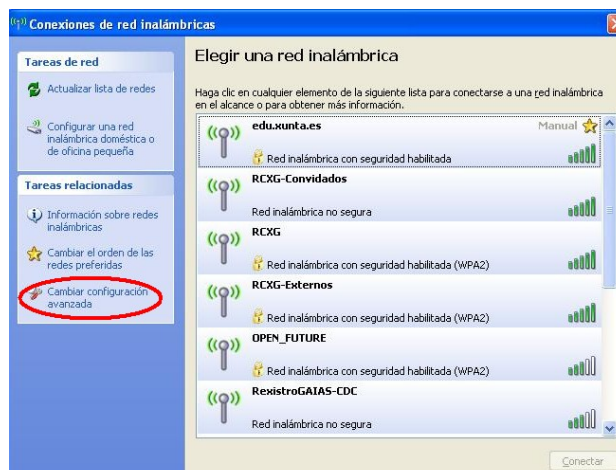 Conexiones de red inalámbricas
Tareas de red
Actualizar lista de redes
Configurar una red
inalámbrica doméstica o
de oficina pequeña
Tareas relacionadas
Información sobre redes
inalámbricas
Cambiar el orden de las
redes preferidas
Cambiar configuración
avanzada
Elegir una red inalámbrica
Haga clic en cualquier elemento de la siguiente lista para conectarse a una red inalámbrica
en el alcance o para obtener más información.
edu.xunta.es Manual
Red inalámbrica con seguridad habilitada
RCXG-Convidados
Red inalámbrica no segura
RCXG
Red inalámbrica con seguridad habilitada (WPA2)
RCXG-Externos
Red inalámbrica con seguridad habilitada (WPA2)
OPEN_FUTURE
Red inalámbrica con seguridad habilitada (WPA2)
RexistroGAIAS-CDC
Red inalámbrica no segura
Conectar